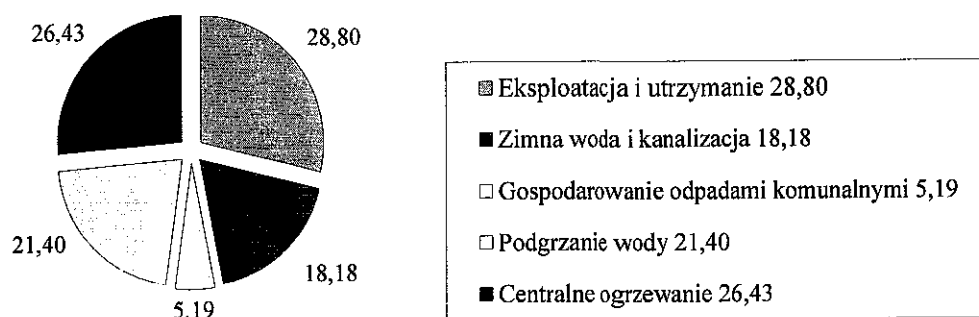 26,43
28,80
21,40
18,18
5,19
Eksploatacja i utrzymanie 28,80
Zimna woda i kanalizacja 18,18
Gospodarowanie odpadami komunalnymi 5,19
Podgrzanie wody 21,40
Centralne ogrzewanie 26,43